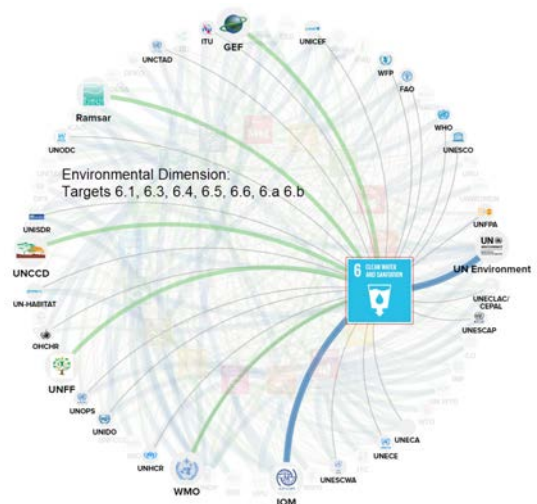 ITU
GEF
UNICEF
UNCTAD
WFP
FAO
Ramsar
WHO
UNODC
UNESCO
Environmental Dimension:
Targets 6.1, 6.3, 6.4, 6.5, 6.6, 6.a 6.b
UNISDR
UNFPA
UNCCD
UN
UN Environment
6 CLEAN WATER
AND SANITATION
UN-HABITAT
UNECLAC/
CEPAL
UNESCAP
OHCHR
UNFF
UNOPS
UNIDO
UNECA
UNECE
UNHCR
WMO
UNESCWA
IOM